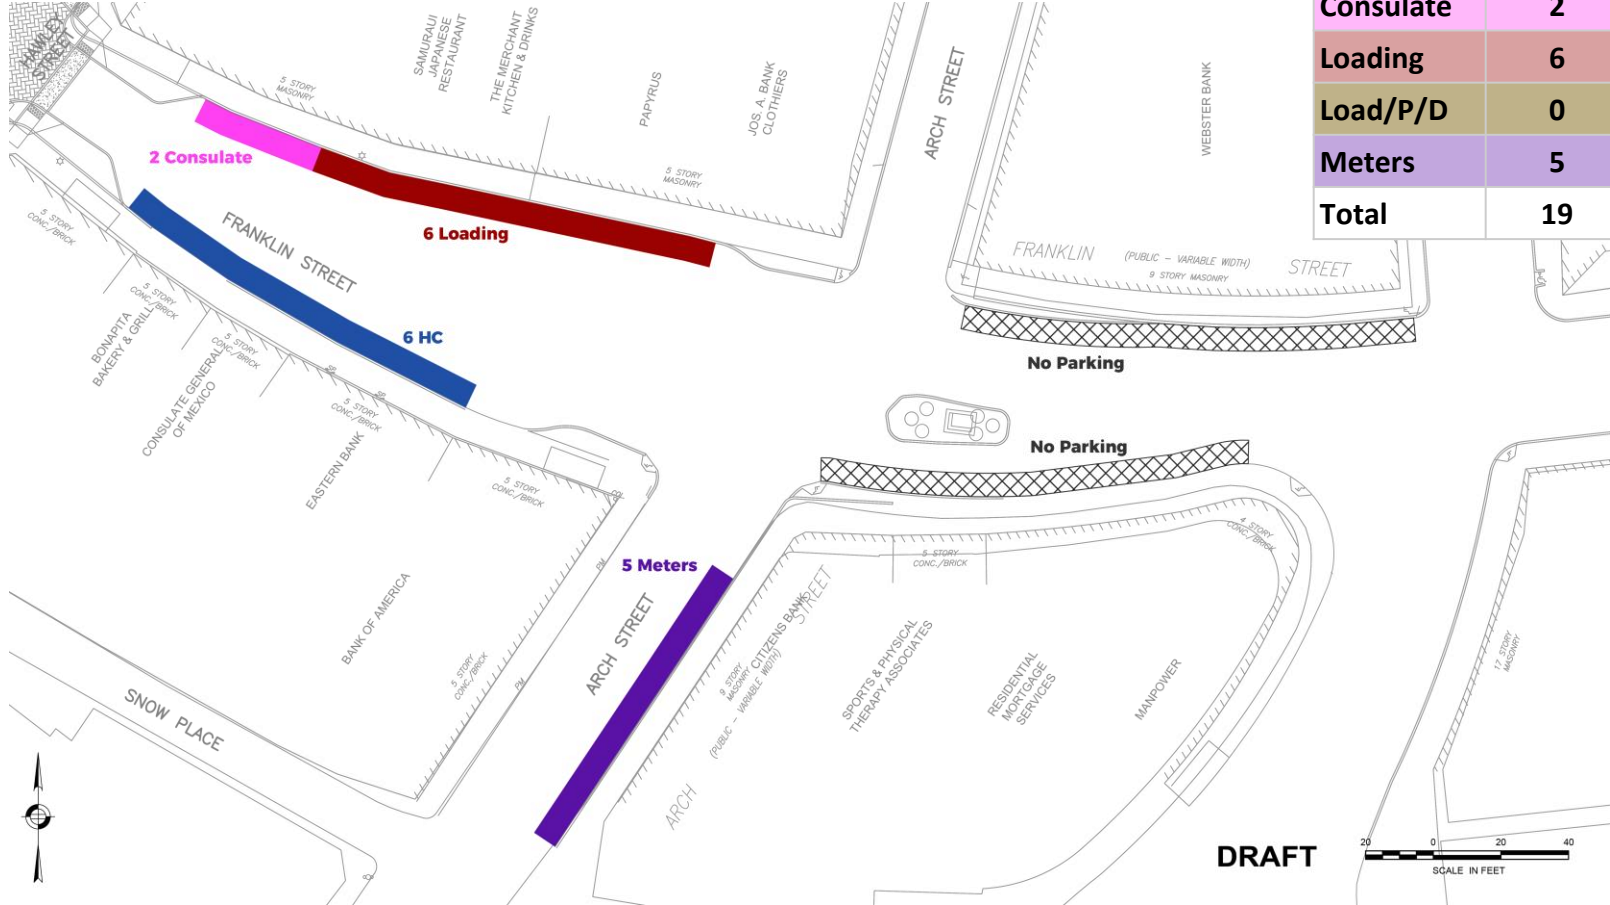 HAWLEY
STREET
5 STORY
MASONRY
SAMURAUI
JAPANESE
RESTAURANT
THE MERCHANT
KITCHEN & DRINKS
PAPYRUS
JOS. A. BANK
CLOTHIERS
5 STORY
MASONRY
ARCH STREET
WEBSTER BANK
Consulate 2
Loading 6
Load/P/D 0
Meters 5
Total 19
2 Consulate
6 Loading
FRANKLIN STREET
6 HC
FRANKLIN (PUBLIC – VARIABLE WIDTH) STREET
9 STORY MASONRY
No Parking
No Parking
5 STORY
CONC./BRICK
5 STORY
CONC./BRICK
BONAPITA
BAKERY & GRILL
5 STORY
CONC./BRICK
CONSULATE GENERAL
OF MEXICO
5 STORY
CONC./BRICK
EASTERN BANK
5 STORY
CONC./BRICK
BANK OF AMERICA
5 STORY
CONC./BRICK
PM
PM
SNOW PLACE
5 Meters
ARCH STREET
9 STORY
MASONRY
CITIZENS BANK
(PUBLIC – VARIABLE WIDTH)
ARCH STREET
5 STORY
CONC./BRICK
4 STORY
CONC/BRICK
SPORTS & PHYSICAL
THERAPY ASSOCIATES
RESIDENTIAL
MORTGAGE
SERVICES
MANPOWER
17 STORY
MASONRY
DRAFT
20 0 20 40
SCALE IN FEET